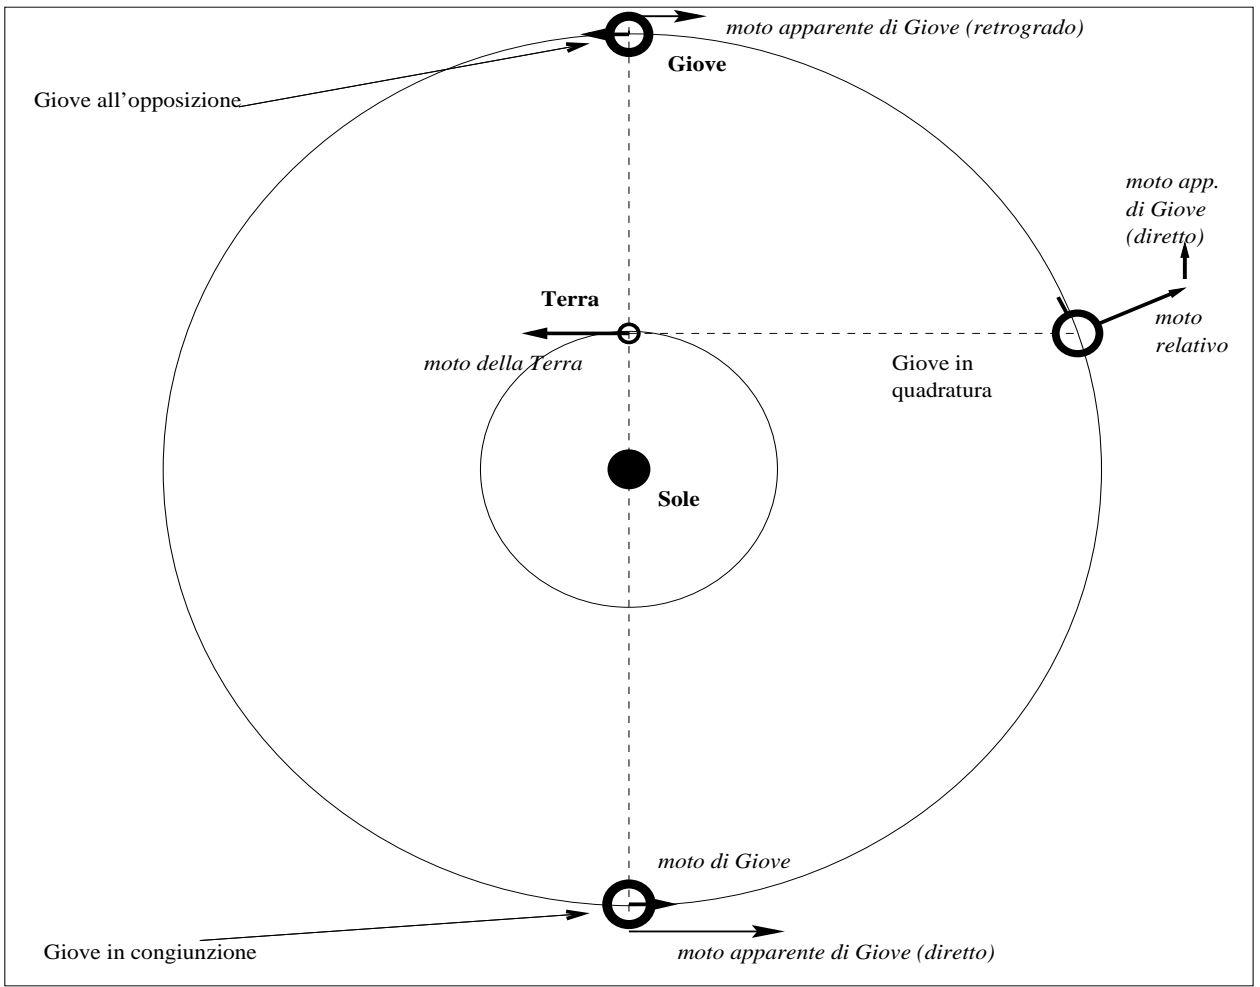 moto apparente di Giove (retrogrado)
Giove
Giove all’opposizione
moto app.
di Giove
(diretto)
Terra
moto
relativo
moto della Terra
Giove in
quadratura
Sole
moto di Giove
Giove in congiunzione
moto apparente di Giove (diretto)